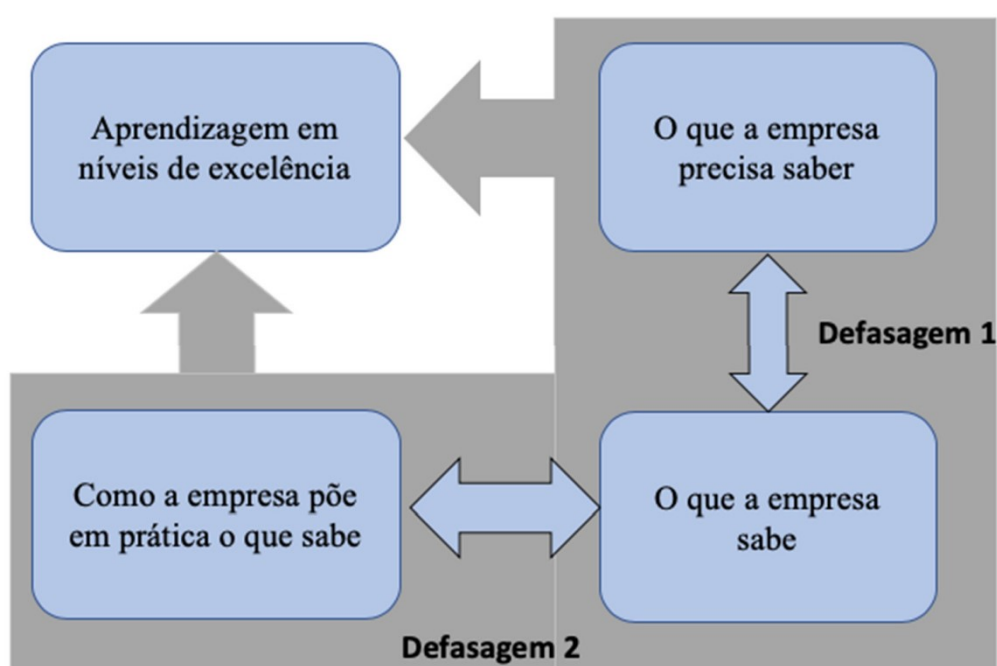 Aprendizagem em
níveis de excelência
O que a empresa
precisa saber
Defasagem 1
Como a empresa põe
em prática o que sabe
O que a empresa
sabe
Defasagem 2